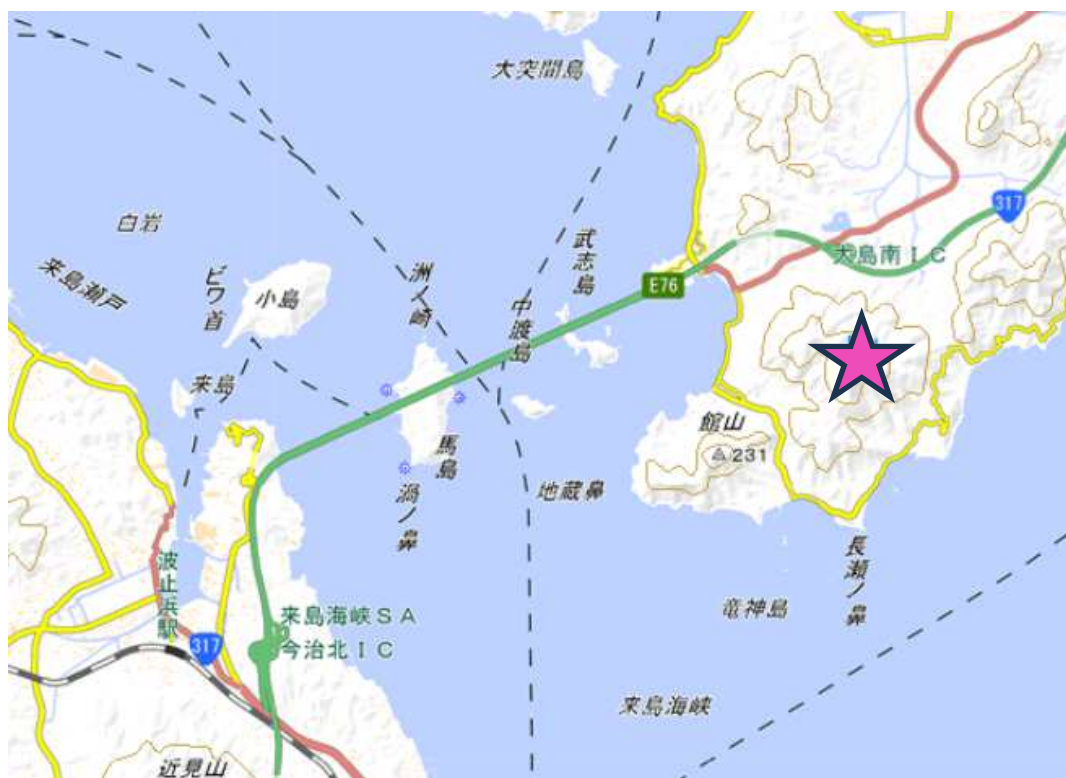 大突間島
317
白岩
武志島
大島南IC
来島瀬戸
ビワ首
小島
洲ノ崎
E76
中渡島
来島
館山
231
馬島
地蔵鼻
渦ノ鼻
長瀬ノ鼻
波止浜駅
竜神島
来島海峡SA
317
今治北IC
来島海峡
近見山